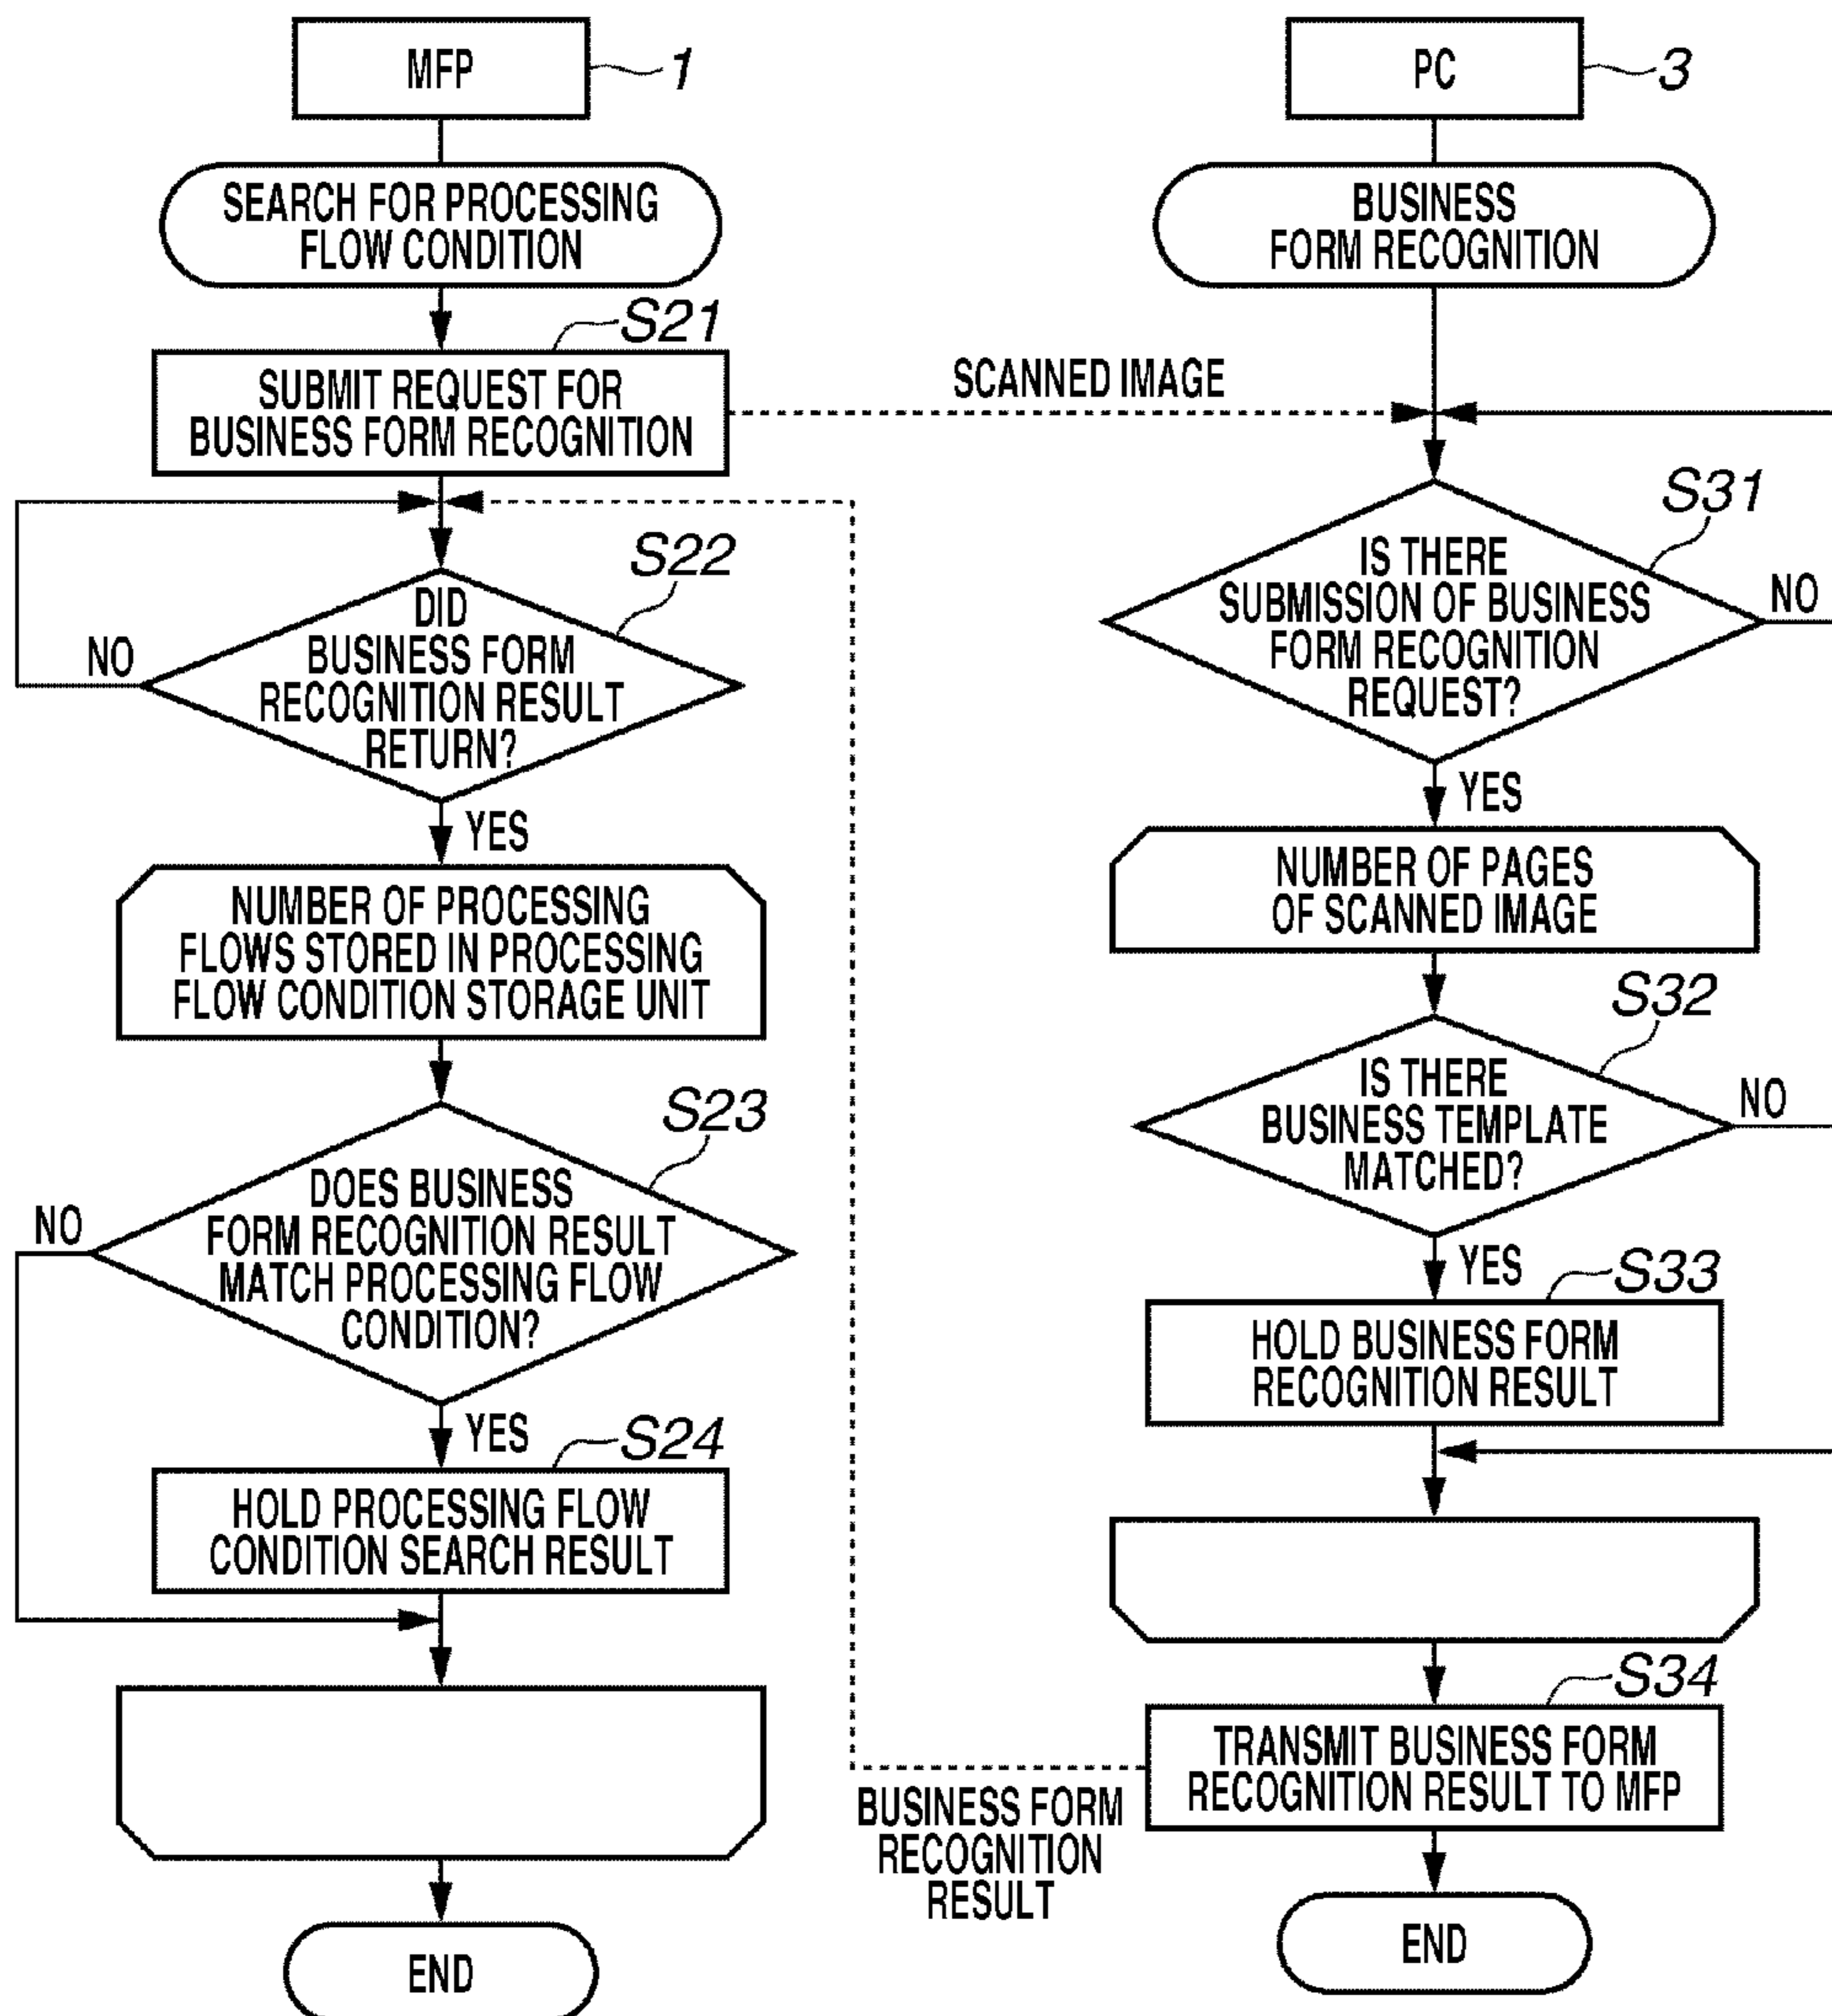 MFP
1
SEARCH FOR PROCESSING
FLOW CONDITION
S21
SUBMIT REQUEST FOR
BUSINESS FORM RECOGNITION
SCANNED IMAGE
S22
DID
BUSINESS FORM
RECOGNITION RESULT
RETURN?
NO
YES
NUMBER OF PROCESSING
FLOWS STORED IN PROCESSING
FLOW CONDITION STORAGE UNIT
S23
DOES BUSINESS
FORM RECOGNITION RESULT
MATCH PROCESSING FLOW
CONDITION?
NO
YES
S24
HOLD PROCESSING FLOW
CONDITION SEARCH RESULT
END
PC
3
BUSINESS
FORM RECOGNITION
S31
IS THERE
SUBMISSION OF BUSINESS
FORM RECOGNITION
REQUEST?
NO
YES
NUMBER OF PAGES
OF SCANNED IMAGE
S32
IS THERE
BUSINESS TEMPLATE
MATCHED?
NO
YES
S33
HOLD BUSINESS FORM
RECOGNITION RESULT
S34
TRANSMIT BUSINESS FORM
RECOGNITION RESULT TO MFP
BUSINESS FORM
RECOGNITION
RESULT
END